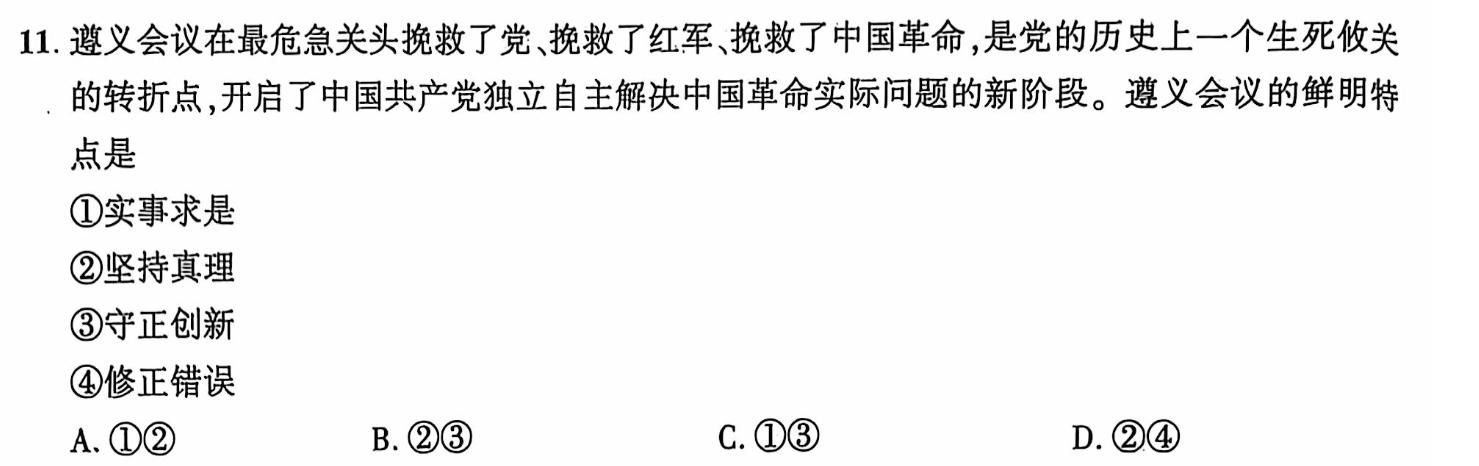 11. 遵义会议在最危急关头挽救了党、挽救了红军、挽救了中国革命,是党的历史上一个生死攸关
的转折点,开启了中国共产党独立自主解决中国革命实际问题的新阶段。遵义会议的鲜明特
点是
①实事求是
②坚持真理
③守正创新
④修正错误
A. ①② B. ②③ C. ①③ D. ②④